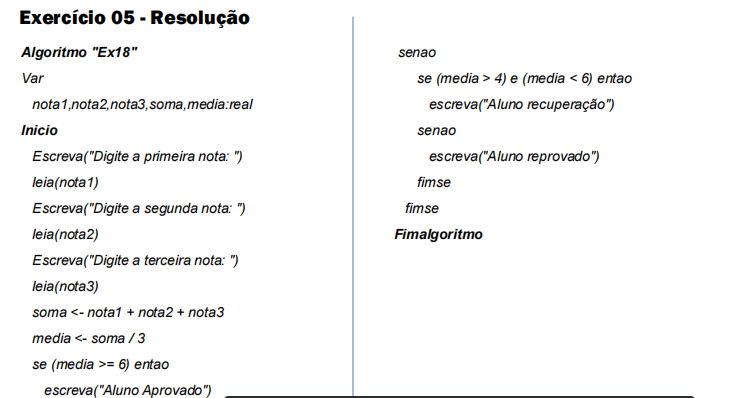 Exercício 05 - Resolução
Algoritmo "Ex18"
Var
nota1,nota2,nota3,soma,media:real
Inicio
Escreva("Digite a primeira nota: ")
leia(nota1)
Escreva("Digite a segunda nota: ")
leia(nota2)
Escreva("Digite a terceira nota: ")
leia(nota3)
soma <- nota1 + nota2 + nota3
media <- soma / 3
se (media >= 6) entao
escreva("Aluno Aprovado")
senao
se (media > 4) e (media < 6) entao
escreva("Aluno recuperação")
senao
escreva("Aluno reprovado")
fimse
fimse
Fimalgoritmo